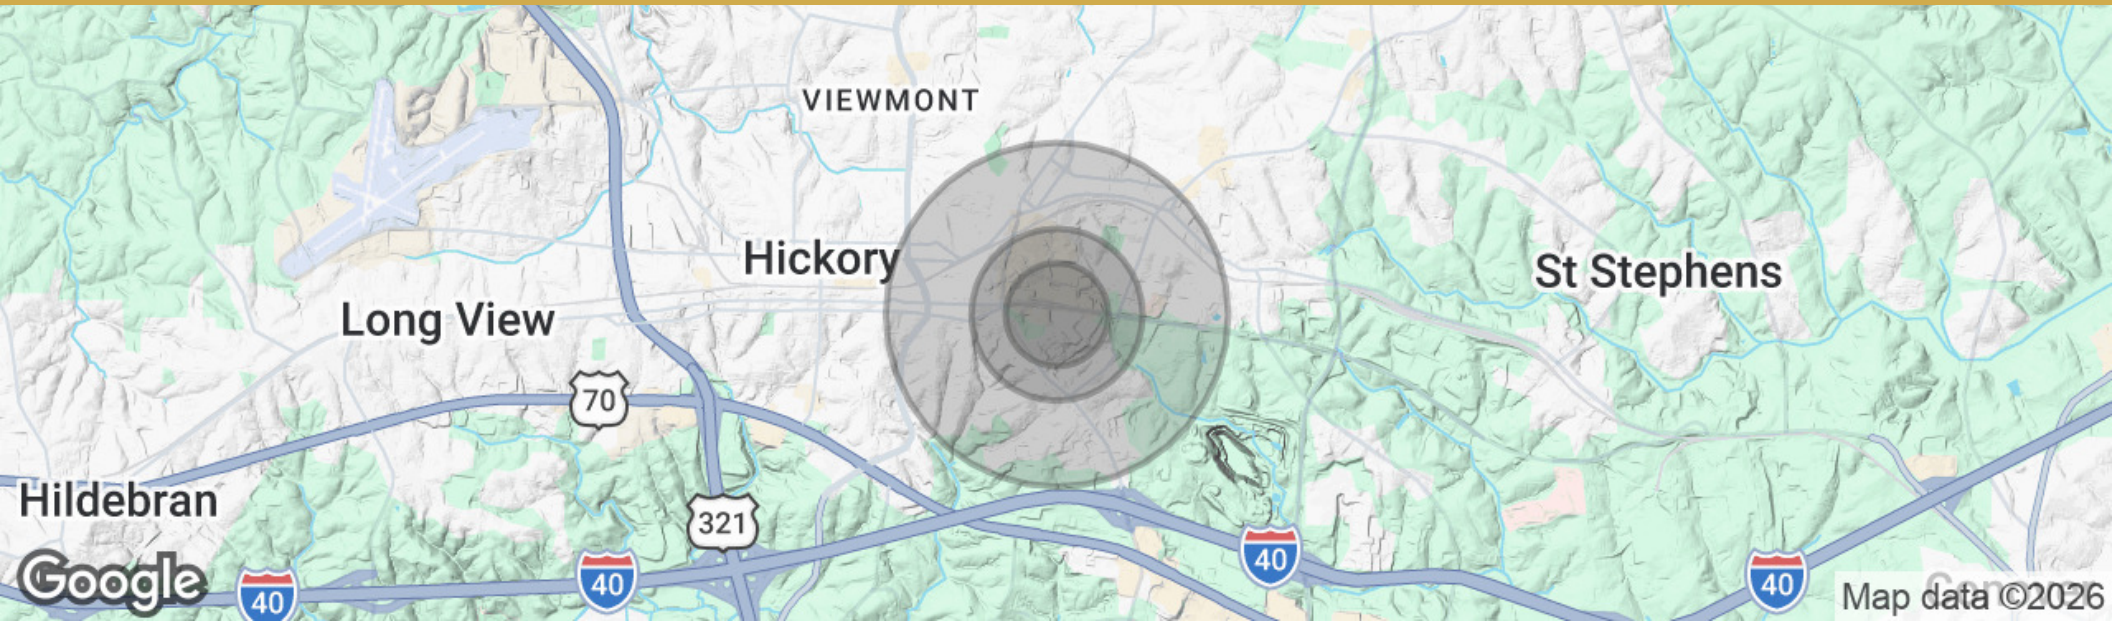 VIEWMONT
Hickory
St Stephens
Long View
70
Hildebran
321
Google
40
40
40
40
Map data ©2026